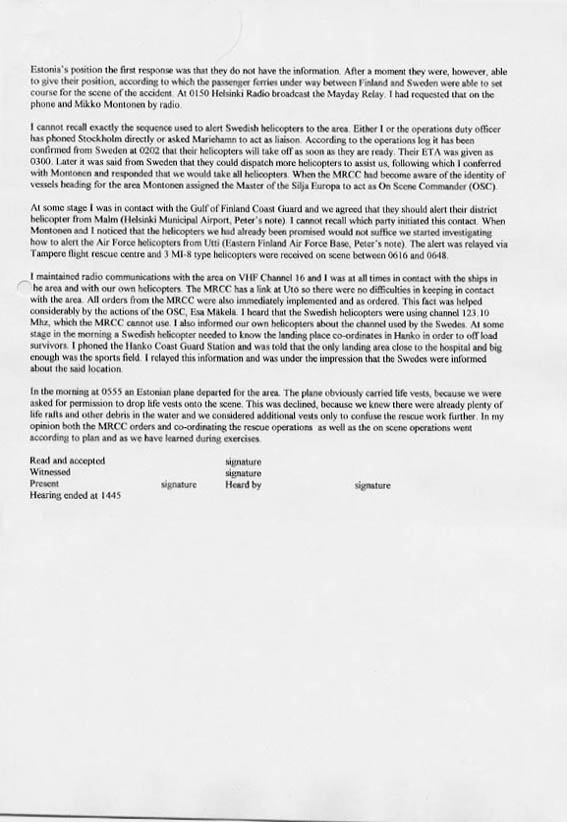 Estonia's position the first response was that they do not have the information. After a moment they were, however, able
to give their position, according to which the passenger ferries under way between Finland and Sweden were able to set
course for the scene of the accident. At 0150 Helsinki Radio broadcast the Mayday Relay. I had requested that on the
phone and Mikko Montonen by radio.
I cannot recall exactly the sequence used to alert Swedish helicopters to the area. Either I or the operations duty officer
has phoned Stockholm directly or asked Mariehamn to act as liaison. According to the operations log it has been
confirmed from Sweden at 0202 that their helicopters will take off as soon as they are ready. Their ETA was given as
0300. Later it was said from Sweden that they could dispatch more helicopters to assist us, following which I conferred
with Montonen and responded that we would take all helicopters. When the MRCC had become aware of the identity of
vessels heading for the area Montonen assigned the Master of the Silja Europa to act as On Scene Commander (OSC).
At some stage I was in contact with the Gulf of Finland Coast Guard and we agreed that they should alert their district
helicopter from Malm (Helsinki Municipal Airport, Peter's note). I cannot recall which party initiated this contact. When
Montonen and I noticed that the helicopters we had already been promised would not suffice we started investigating
how to alert the Air Force helicopters from Utti (Eastern Finland Air Force Base, Peter's note). The alert was relayed via
Tampere flight rescue centre and 3 MI-8 type helicopters were received on scene between 0616 and 0648.
I maintained radio communications with the area on VHF Channel 16 and I was at all times in contact with the ships in
he area and with our own helicopters. The MRCC has a link at Uto so there were no difficulties in keeping in contact
with the area. All orders from the MRCC were also immediately implemented and as ordered. This fact was helped
considerably by the actions of the OSC, Esa Mäkela. I heard that the Swedish helicopters were using channel 123.10
Mhz, which the MRCC cannot use. I also informed our own helicopters about the channel used by the Swedes. At some
stage in the morning a Swedish helicopter needed to know the landing place co-ordinates in Hanko in order to off load
survivors. I phoned the Hanko Coast Guard Station and was told that the only landing area close to the hospital and big
enough was the sports field. I relayed this information and was under the impression that the Swedes were informed
about the said location.
In the morning at 0555 an Estonian plane departed for the area. The plane obviously carried life vests, because we were
asked for permission to drop life vests onto the scene. This was declined, because we knew there were already plenty of
life rafts and other debris in the water and we considered additional vests only to confuse the rescue work further. In my
opinion both the MRCC orders and co-ordinating the rescue operations as well as the on scene operations went
according to plan and as we have learned during exercises.
Read and accepted signature
Witnessed signature
Present signature Heard by signature
Hearing ended at 1445